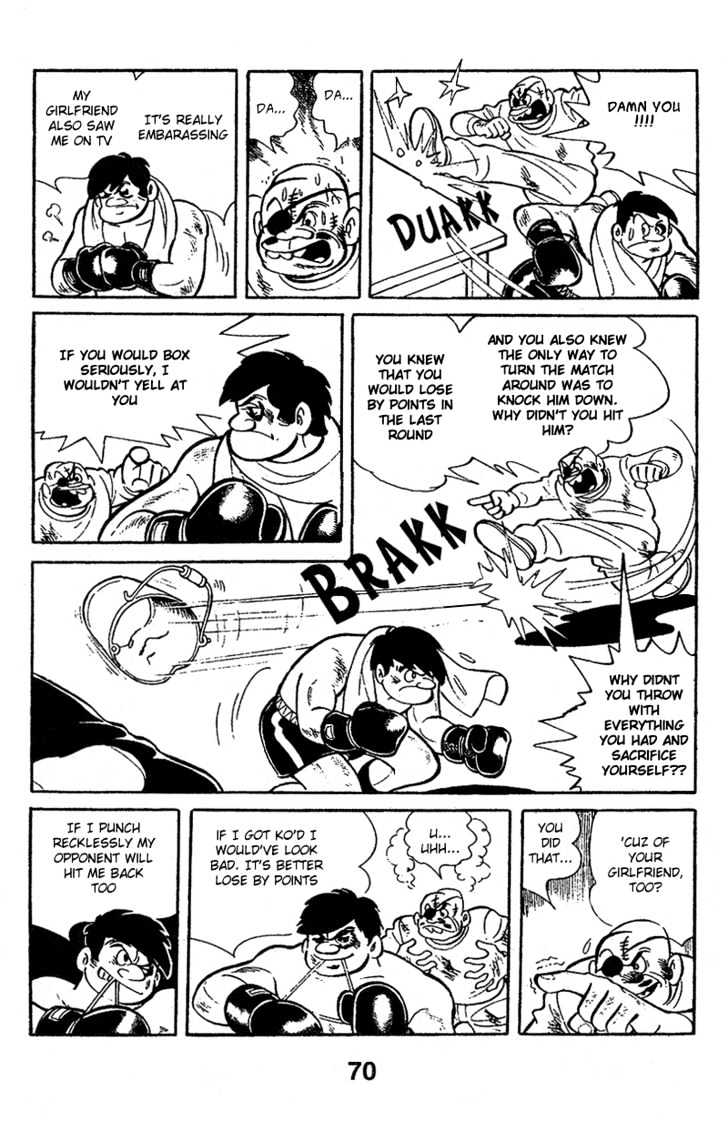 MY
GIRLFRIEND
ALSO SAW
ME ON TV
IT'S REALLY
EMBARASSING
DA...
DA...
DAMN YOU
!!!!
DUAKK
IF YOU WOULD BOX
SERIOUSLY, I
WOULDN'T YELL AT
YOU
YOU KNEW
THAT YOU
WOULD LOSE
BY POINTS IN
THE LAST
ROUND
AND YOU ALSO KNEW
THE ONLY WAY TO
TURN THE MATCH
AROUND WAS TO
KNOCK HIM DOWN.
WHY DIDN'T YOU HIT
HIM?
BRAKK
WHY DIDNT
YOU THROW
WITH
EVERYTHING
YOU HAD AND
SACRIFICE
YOURSELF??
IF I PUNCH
RECKLESSLY MY
OPPONENT WILL
HIT ME BACK
TOO
IF I GOT KO'D I
WOULD'VE LOOK
BAD. IT'S BETTER
LOSE BY POINTS
U...
UHH...
YOU
DID
THAT...
'CUZ OF
YOUR
GIRLFRIEND,
TOO?
70